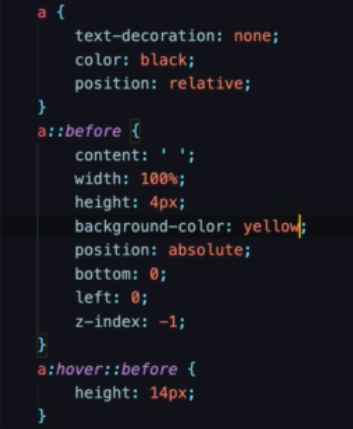 a {
text-decoration: none;
color: black;
position: relative;
}
a::before {
content: ' ';
width: 100%;
height: 4px;
background-color: yellow;
position: absolute;
bottom: 0;
left: 0;
z-index: -1;
}
a:hover::before {
height: 14px;
}